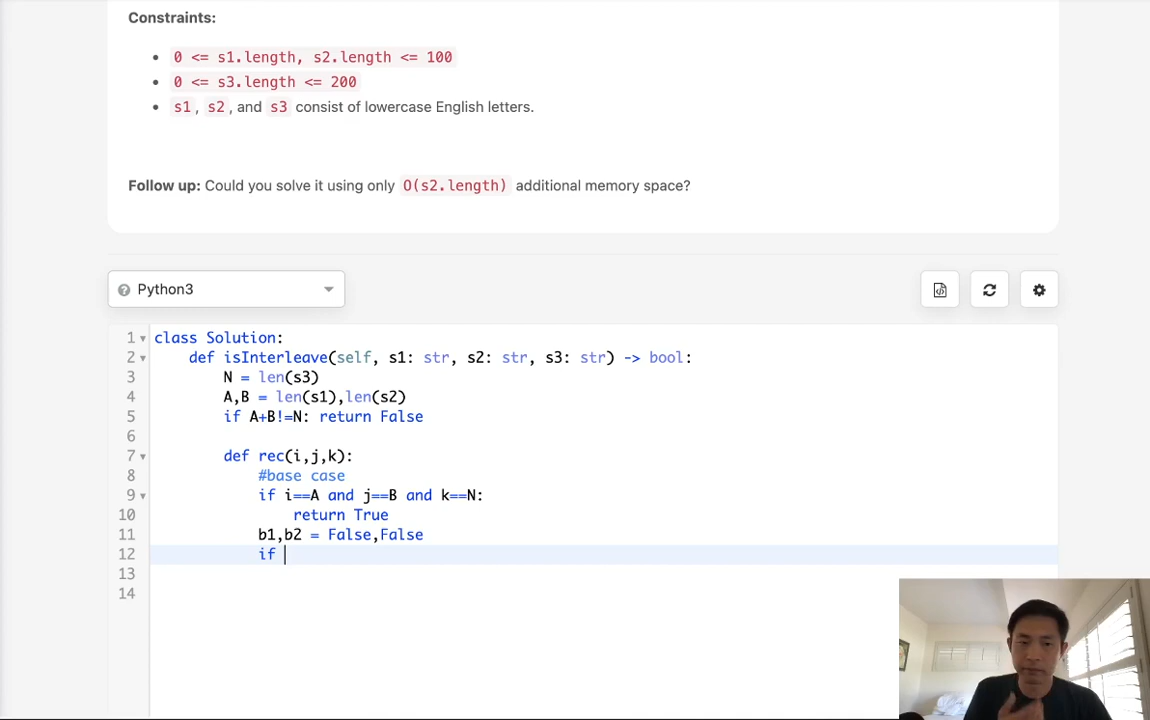 Constraints:
0 <= s1.length, s2.length <= 100
0 <= s3.length <= 200
s1, s2, and s3 consist of lowercase English letters.
Follow up: Could you solve it using only O(s2.length) additional memory space?
Python3
1 class Solution:
2 def isInterleave(self, s1: str, s2: str, s3: str) -> bool:
3 N = len(s3)
4 A,B = len(s1),len(s2)
5 if A+B!=N: return False
6
7 def rec(i,j,k):
8 #base case
9 if i==A and j==B and k==N:
10 return True
11 b1,b2 = False,False
12 if
13
14